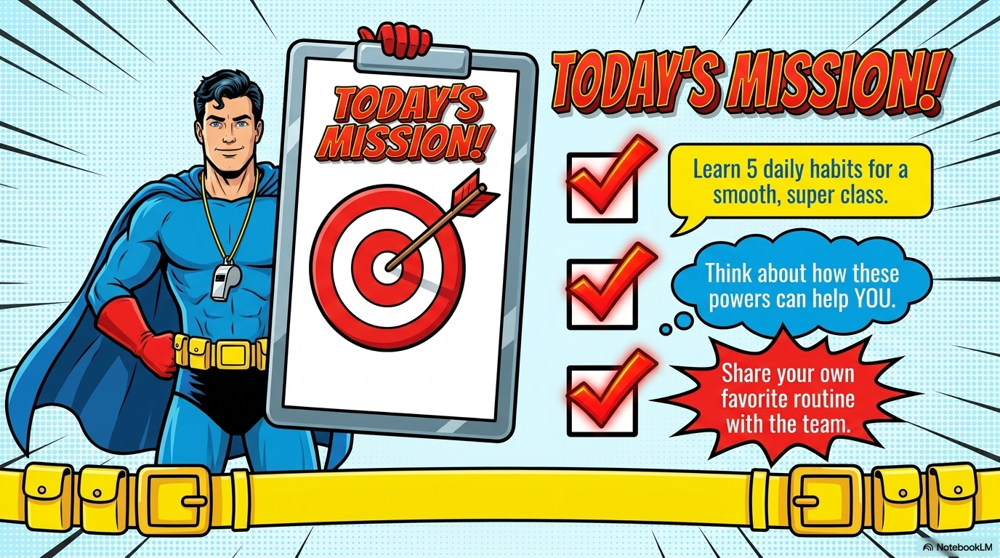 TODAY'S
MISSION!
TODAY'S MISSION!
Learn 5 daily habits for a
smooth, super class.
Think about how these
powers can help YOU.
Share your own
favorite routine
with the team.
NotebookLM